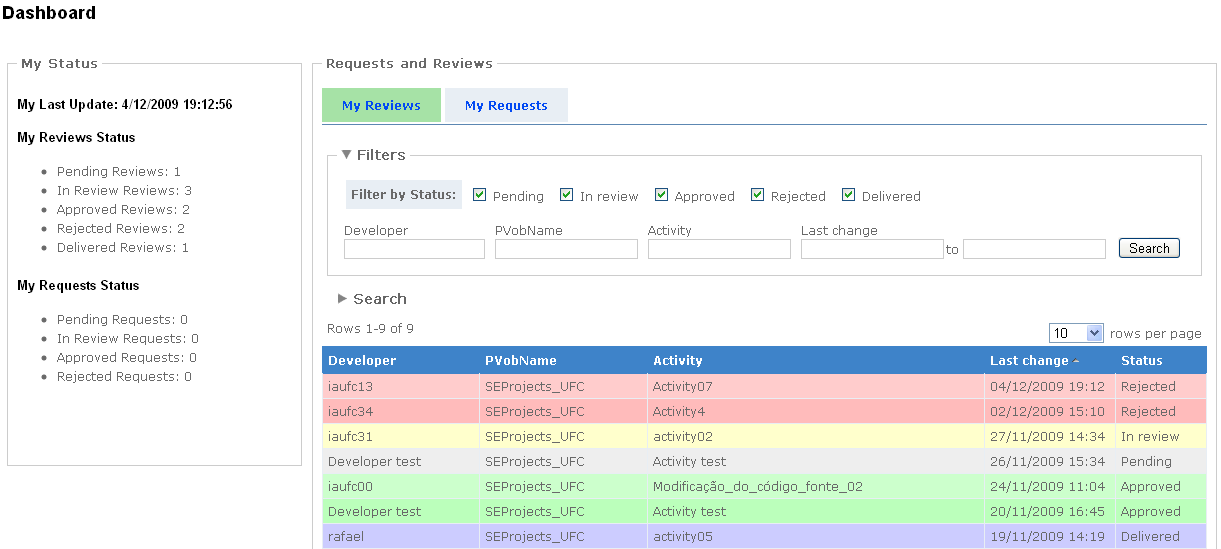 Dashboard
My Status
My Last Update: 4/12/2009 19:12:56
My Reviews Status
Pending Reviews: 1
In Review Reviews: 3
Approved Reviews: 2
Rejected Reviews: 2
Delivered Reviews: 1
My Requests Status
Pending Requests: 0
In Review Requests: 0
Approved Requests: 0
Rejected Requests: 0
Requests and Reviews
My Reviews My Requests
Filters
Filter by Status: Pending In review Approved Rejected Delivered
Developer PVobName Activity Last change
to Search
Search
Rows 1-9 of 9
10 rows per page
Developer PVobName Activity Last change Status
iaufc13 SEProjects_UFC Activity07 04/12/2009 19:12 Rejected
iaufc34 SEProjects_UFC Activity4 02/12/2009 15:10 Rejected
iaufc31 SEProjects_UFC activity02 27/11/2009 14:34 In review
Developer test SEProjects_UFC Activity test 26/11/2009 15:34 Pending
iaufc00 SEProjects_UFC Modificação_do_código_fonte_02 24/11/2009 11:04 Approved
Developer test SEProjects_UFC Activity test 20/11/2009 16:45 Approved
rafael SEProjects_UFC activity05 19/11/2009 14:19 Delivered